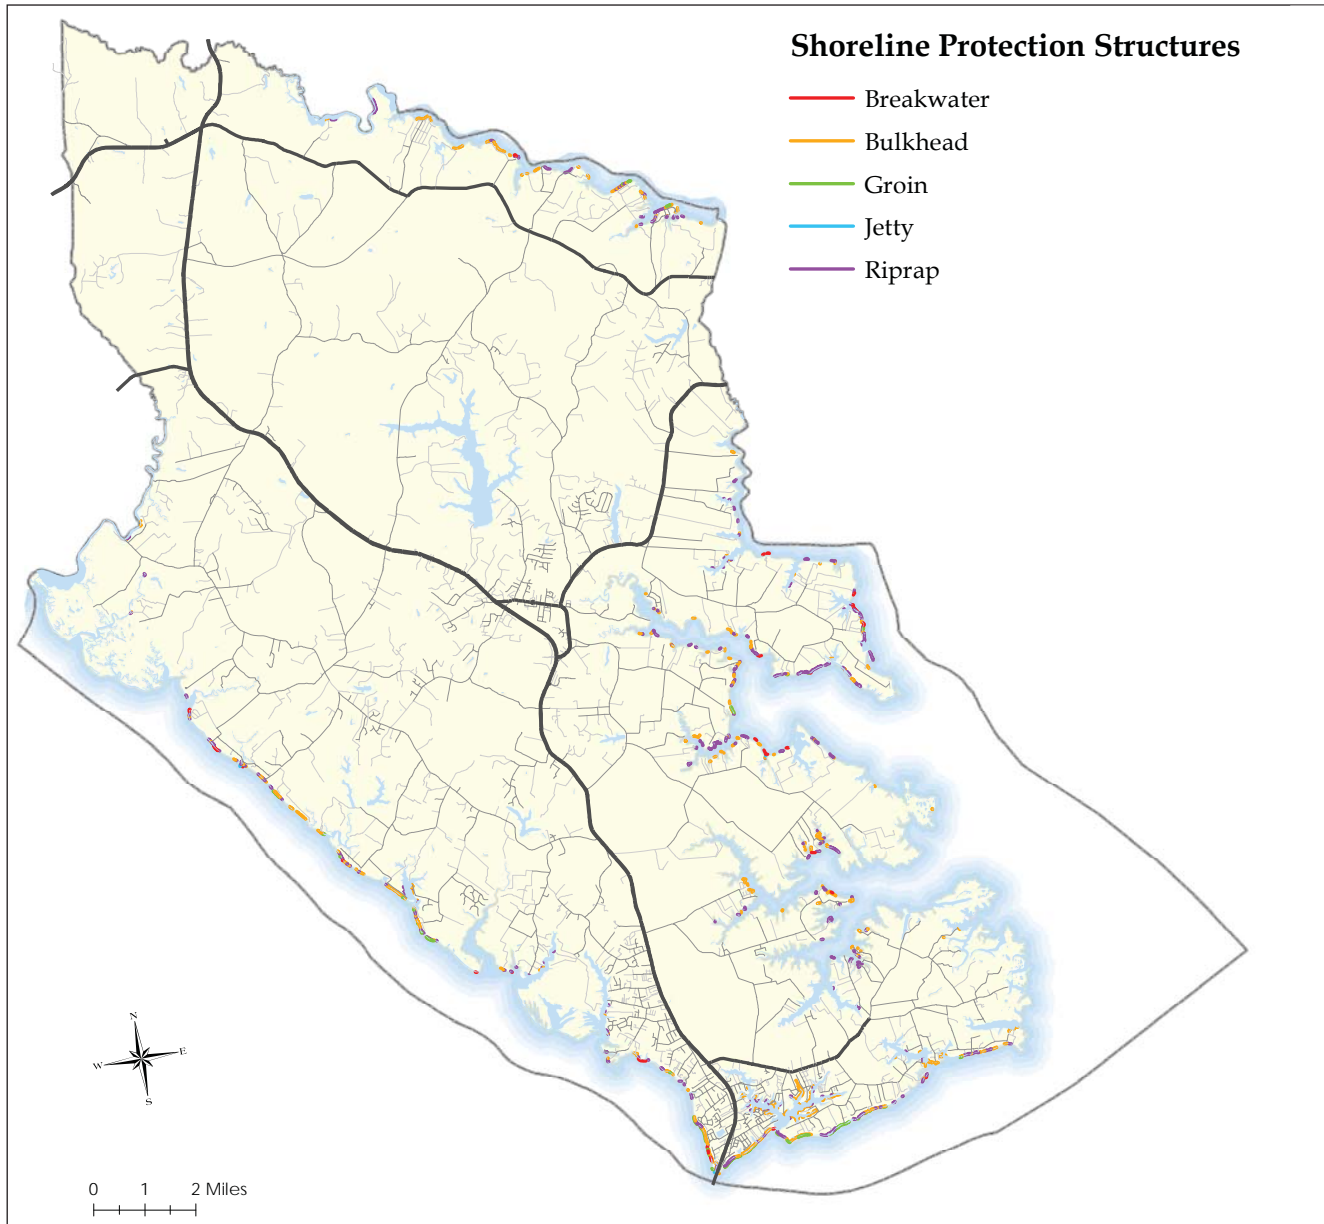 Shoreline Protection Structures
Breakwater
Bulkhead
Groin
Jetty
Riprap
N
W E
S
0 1 2 Miles